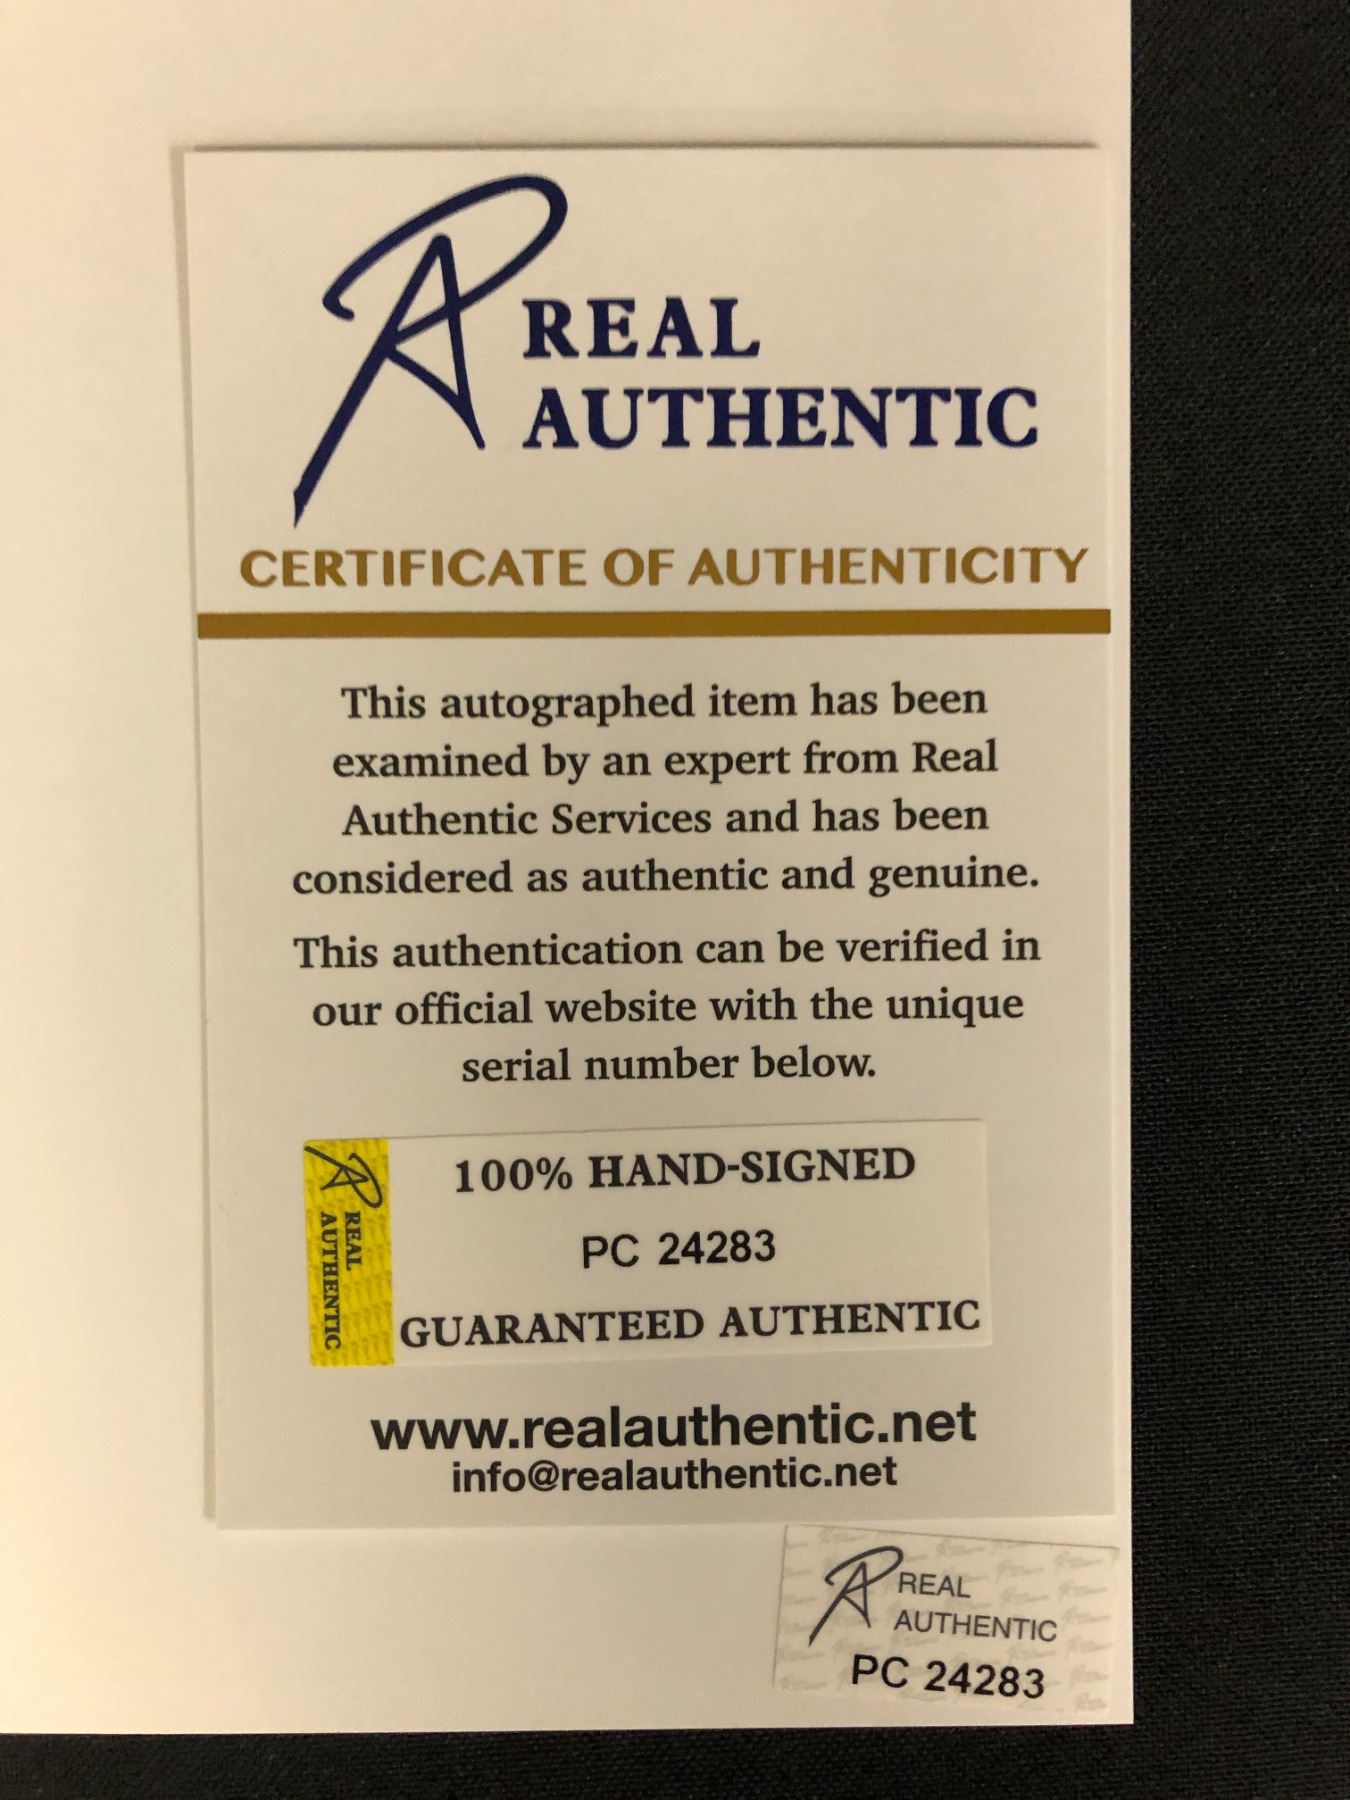 REAL
AUTHENTIC
CERTIFICATE OF AUTHENTICITY
This autographed item has been
examined by an expert from Real
Authentic Services and has been
considered as authentic and genuine.
This authentication can be verified in
our official website with the unique
serial number below.
REAL
AUTHENTIC
100% HAND-SIGNED
PC 24283
GUARANTEED AUTHENTIC
www.realauthentic.net
info@realauthentic.net
REAL
AUTHENTIC
PC 24283